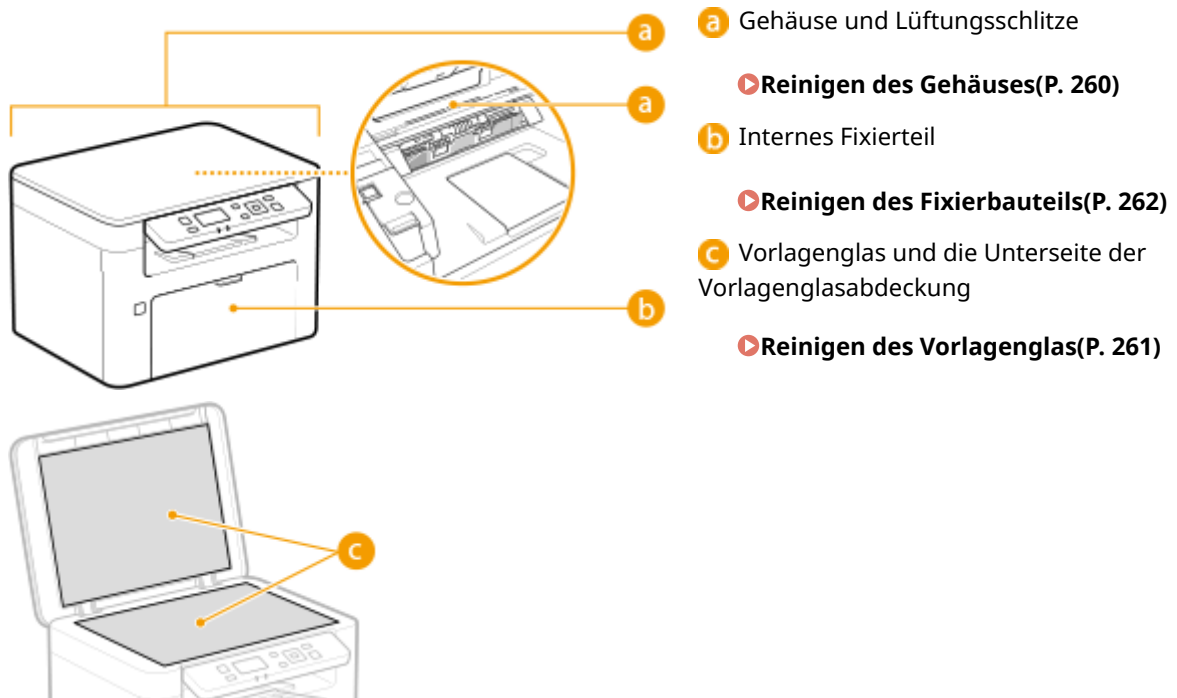 a
a
b
c
a Gehäuse und Lüftungsschlitze
Reinigen des Gehäuses(P. 260)
b Internes Fixierteil
Reinigen des Fixierbauteils(P. 262)
c Vorlagenglas und die Unterseite der
Vorlagenglasabdeckung
Reinigen des Vorlagenglas(P. 261)